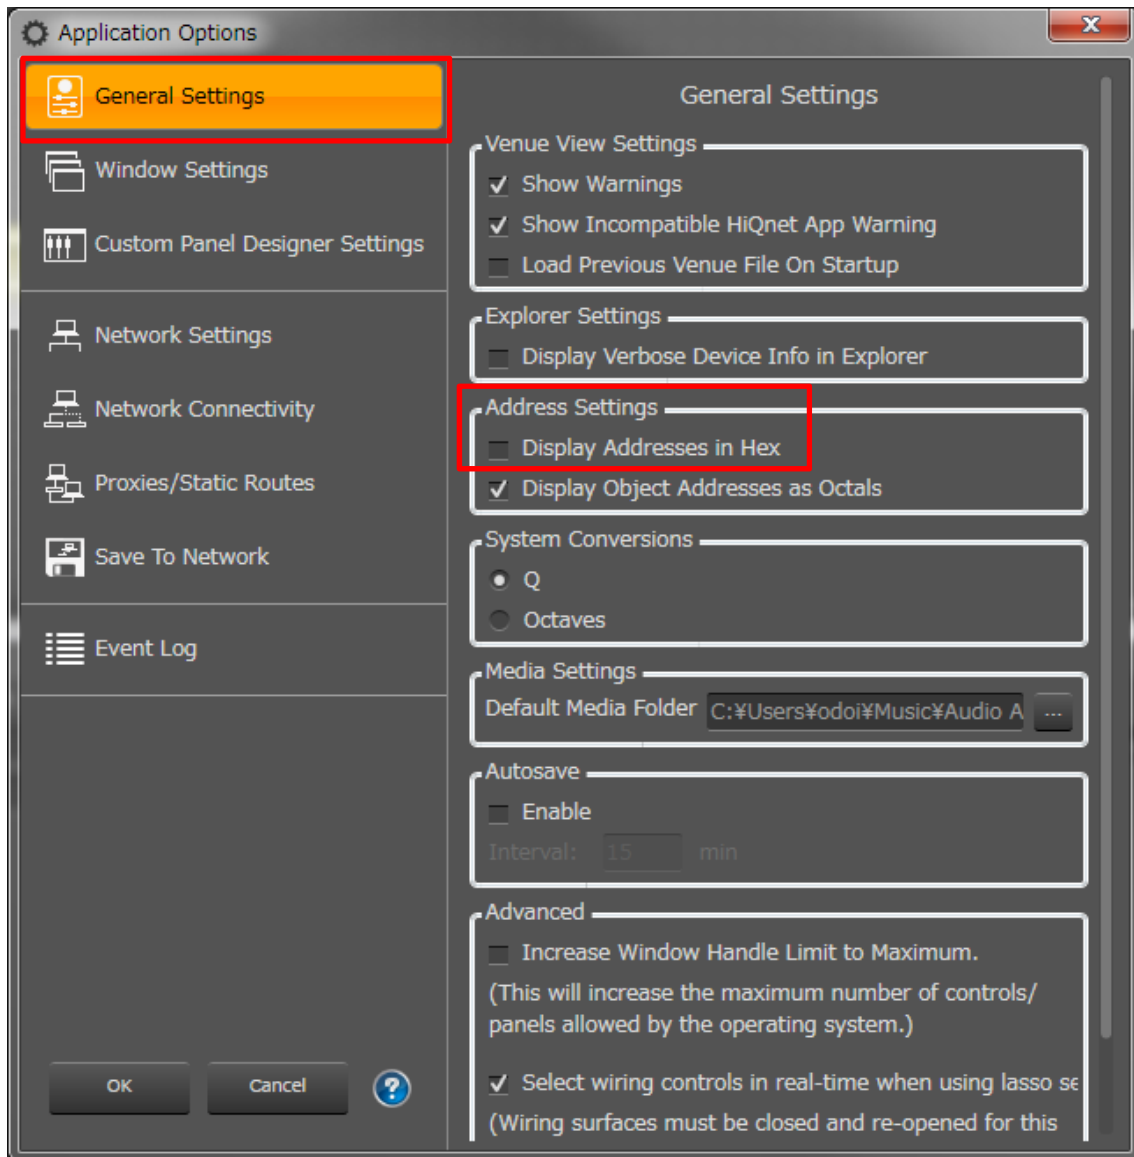 Application Options
General Settings
Window Settings
Custom Panel Designer Settings
Network Settings
Network Connectivity
Proxies/Static Routes
Save To Network
Event Log
OK
Cancel
?
General Settings
Venue View Settings
Show Warnings
Show Incompatible HiQnet App Warning
Load Previous Venue File On Startup
Explorer Settings
Display Verbose Device Info in Explorer
Address Settings
Display Addresses in Hex
Display Object Addresses as Octals
System Conversions
Q
Octaves
Media Settings
Default Media Folder C:¥Users¥odoi¥Music¥Audio A ...
Autosave
Enable
Interval: 15 min
Advanced
Increase Window Handle Limit to Maximum.
(This will increase the maximum number of controls/
panels allowed by the operating system.)
Select wiring controls in real-time when using lasso se
(Wiring surfaces must be closed and re-opened for this